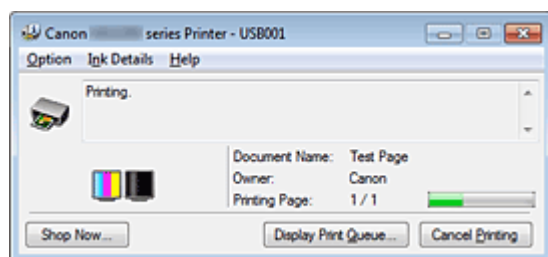 Canon series Printer - USB001
Option Ink Details Help
Printing.
Document Name: Test Page
Owner: Canon
Printing Page: 1 / 1
Shop Now... Display Print Queue... Cancel Printing